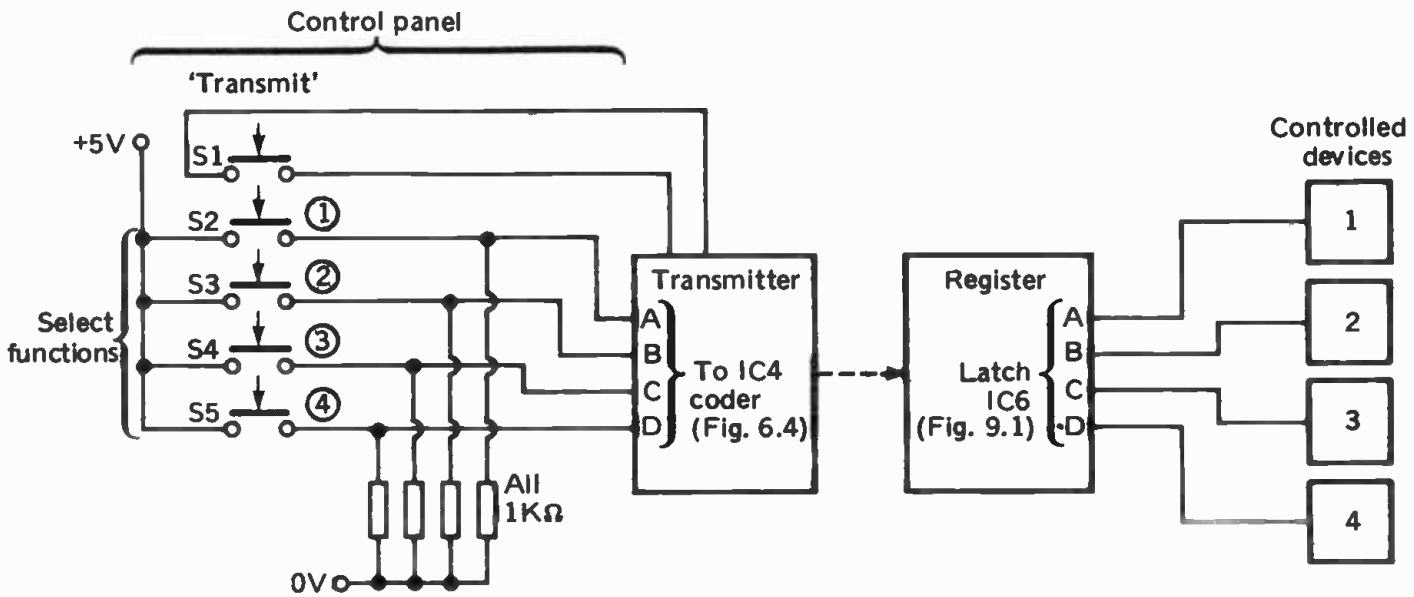 Control panel
'Transmit'
+5V
S1
S2
①
S3
②
S4
③
S5
④
Select
functions
All
1KΩ
0V
Transmitter
A
B
C
D
To IC4
coder
(Fig. 6.4)
Register
Latch
IC6
(Fig. 9.1)
A
B
C
D
Controlled
devices
1
2
3
4